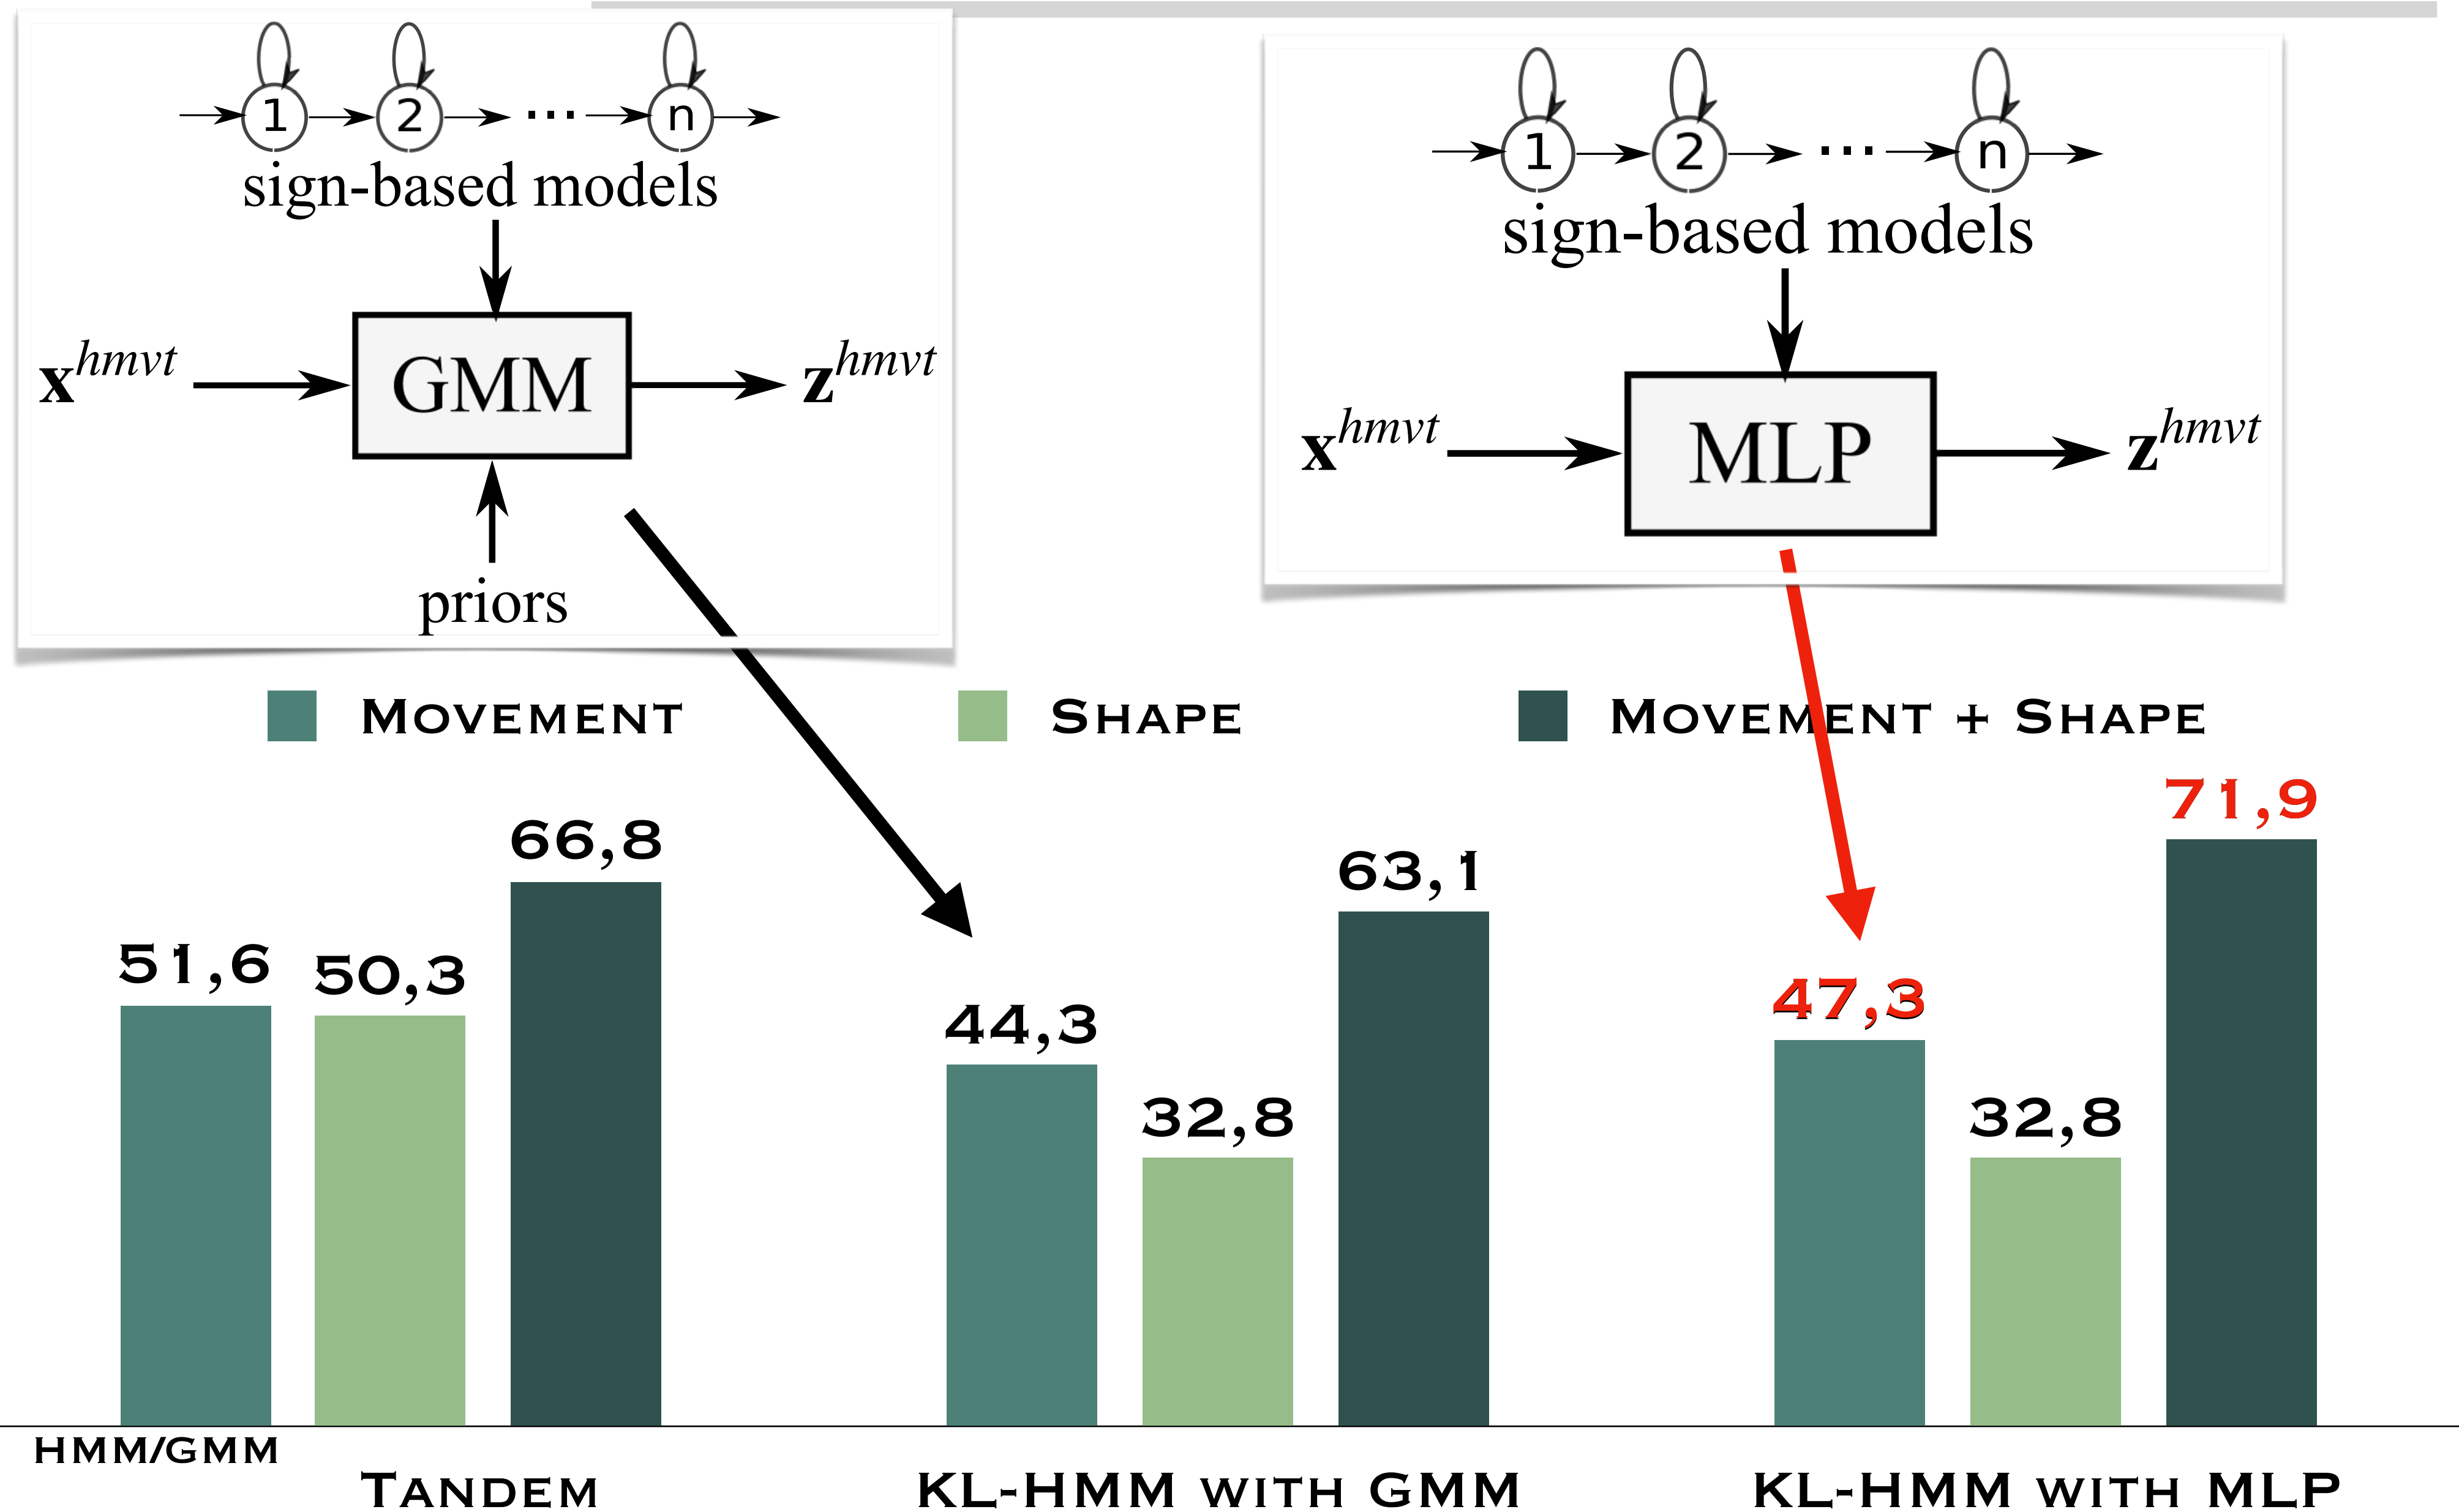 1 2 ... n
sign-based models
x^hmvt GMM z^hmvt
priors
1 2 ... n
sign-based models
x^hmvt MLP z^hmvt
MOVEMENT SHAPE MOVEMENT + SHAPE
51,6 50,3 66,8
44,3 32,8 63,1
47,3 32,8 71,9
HMM/GMM
TANDEM KL-HMM WITH GMM KL-HMM WITH MLP